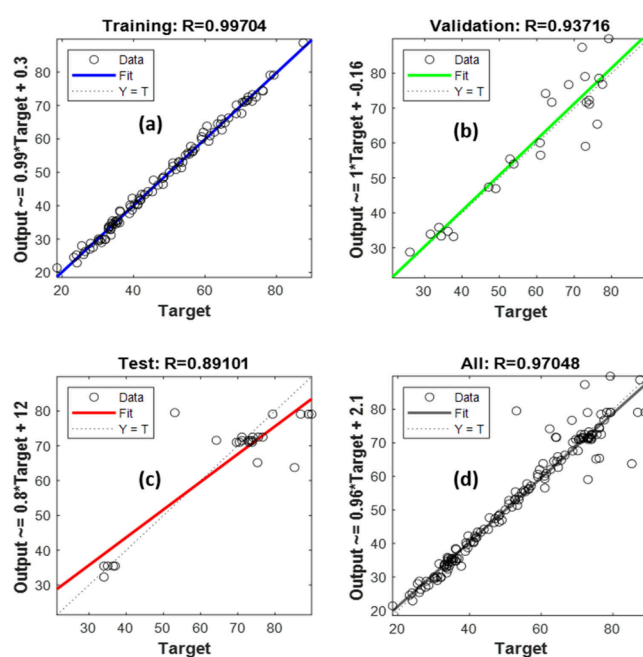 Training: R=0.99704
Output ~= 0.99*Target + 0.3
80
70
60
50
40
30
20
Data
Fit
Y = T
(a)
20
40
60
80
Target
Validation: R=0.93716
Output ~= 1*Target + -0.16
80
70
60
50
40
30
Data
Fit
Y = T
(b)
30
40
50
60
70
80
Target
Test: R=0.89101
Output ~= 0.8*Target + 12
90
80
70
60
50
40
30
Data
Fit
Y = T
(c)
30
40
50
60
70
80
Target
All: R=0.97048
Output ~= 0.96*Target + 2.1
80
70
60
50
40
30
20
Data
Fit
Y = T
(d)
20
40
60
80
Target